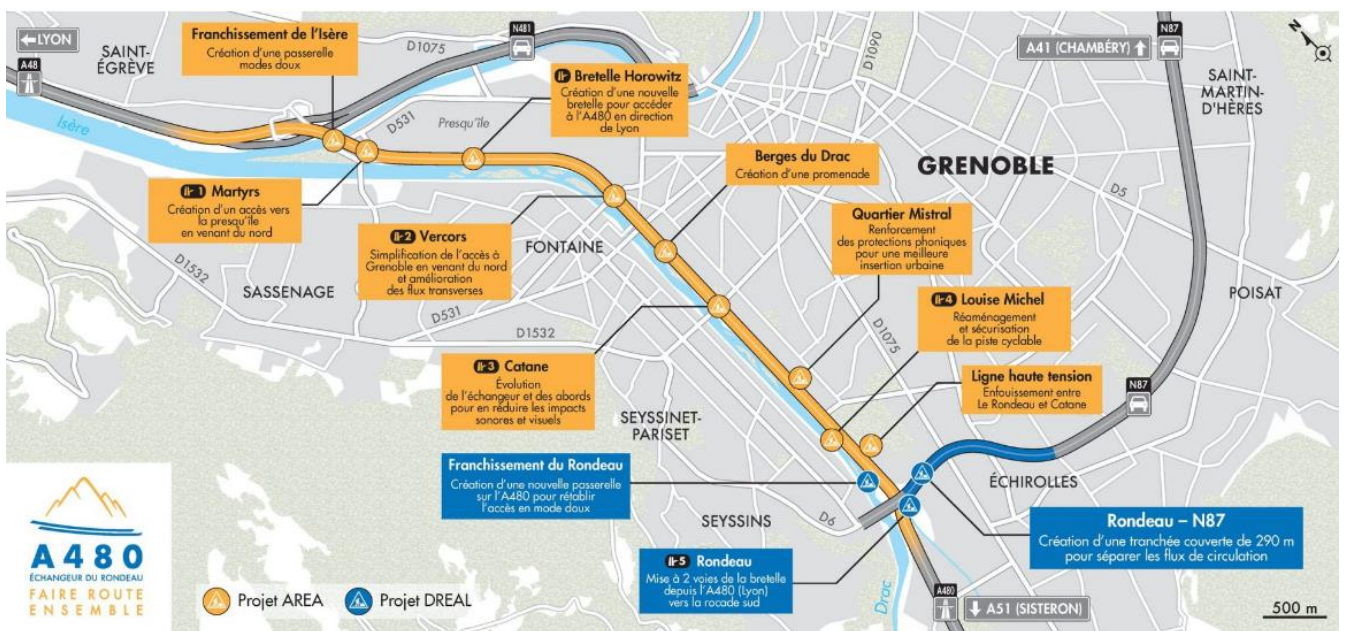 LYON
A48
SAINT-
ÉGRÈVE
Franchissement de l'Isère
Création d'une passerelle
modes doux
D1075
N481
Bretelle Horowitz
Création d'une nouvelle
bretelle pour accéder
à l'A480 en direction
de Lyon
D1090
A41 (CHAMBÉRY)
N87
N
SAINT-
MARTIN-
D'HÈRES
Isère
D531
Presqu'île
1 Martyrs
Création d'un accès vers
la presqu'île
en venant du nord
2 Vercors
Simplification de l'accès à
Grenoble en venant du nord
et amélioration
des flux transverses
FONTAINE
Berges du Drac
Création d'une promenade
GRENOBLE
D5
Quartier Mistral
Renforcement
des protections phoniques
pour une meilleure
insertion urbaine
D1532
SASSENAGE
D531
D1532
3 Catane
Évolution
de l'échangeur et des abords
pour en réduire les impacts
sonores et visuels
D1075
4 Louise Michel
Réaménagement
et sécurisation
de la piste cyclable
POISAT
Ligne haute tension
Enfouissement entre
Le Rondeau et Catane
N87
SEYSSINET-
PARISET
Franchissement du Rondeau
Création d'une nouvelle passerelle
sur l'A480 pour rétablir
l'accès en mode doux
SEYSSINS
D6
ÉCHIROLLES
5 Rondeau
Mise à 2 voies de la bretelle
depuis l'A480 (Lyon)
vers la rocade sud
Rondeau – N87
Création d'une tranchée couverte de 290 m
pour séparer les flux de circulation
Drac
A480
A51 (SISTERON)
500 m
A480
ÉCHANGEUR DU RONDEAU
FAIRE ROUTE
ENSEMBLE
Projet AREA
Projet DREAL